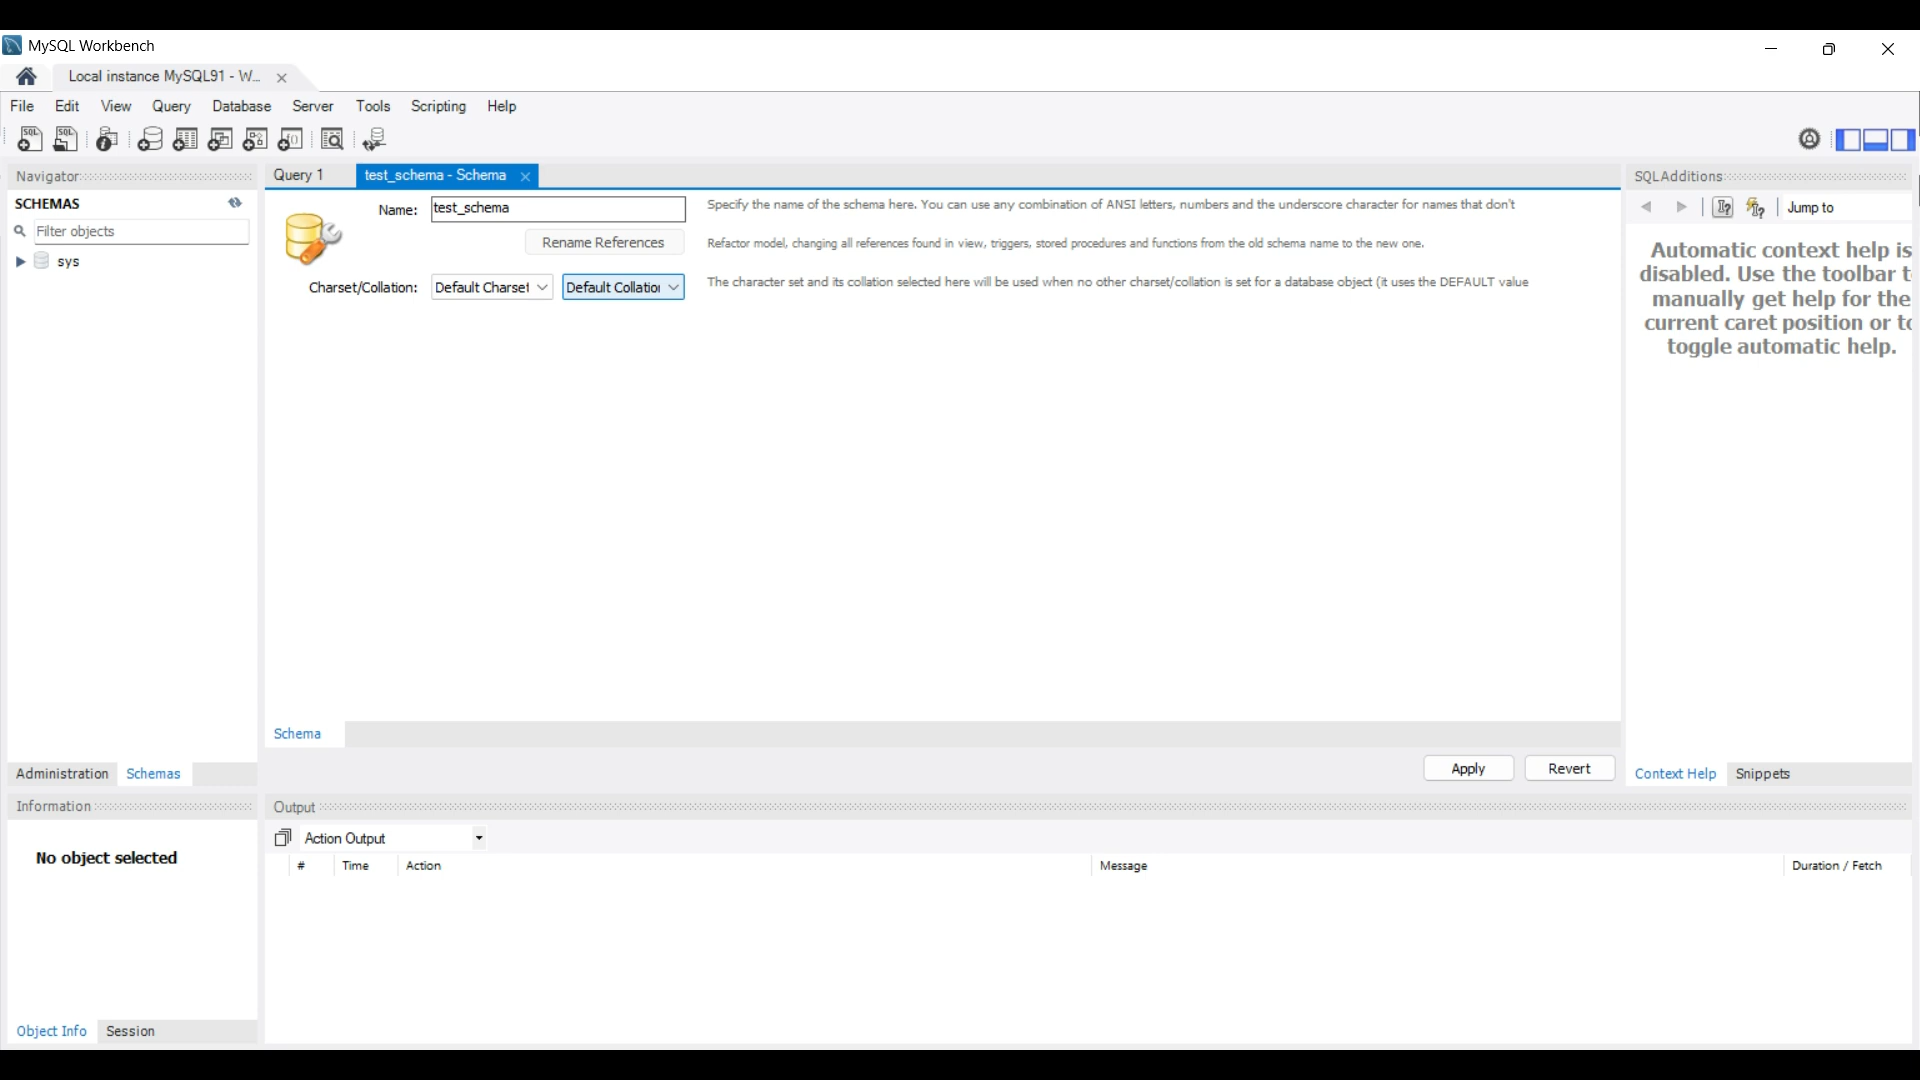 MySQL Workbench
Local instance MySQL91 - W...
File Edit View Query Database Server Tools Scripting Help
Navigator
SCHEMAS
Filter objects
sys
Administration Schemas
Information
No object selected
Object Info Session
Query 1 test_schema - Schema
Name: test_schema
Specify the name of the schema here. You can use any combination of ANSI letters, numbers and the underscore character for names that don't
Rename References
Refactor model, changing all references found in view, triggers, stored procedures and functions from the old schema name to the new one.
Charset/Collation: Default Charset Default Collation
The character set and its collation selected here will be used when no other charset/collation is set for a database object (it uses the DEFAULT value
Schema
Apply Revert
SQLAdditions
Jump to
Automatic context help is
disabled. Use the toolbar t
manually get help for the
current caret position or to
toggle automatic help.
Context Help Snippets
Output
Action Output
# Time Action Message Duration / Fetch